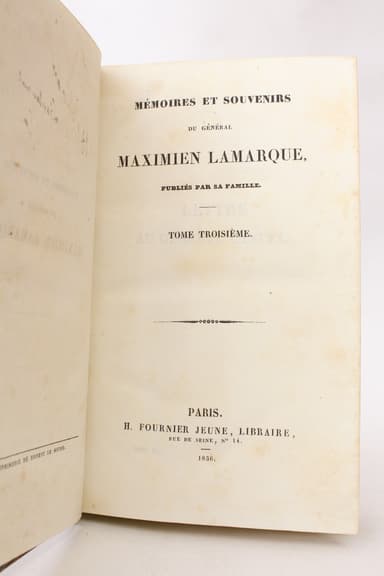 MÉMOIRES ET SOUVENIRS
DU GÉNÉRAL
MAXIMIEN LAMARQUE,
PUBLIÉS PAR SA FAMILLE.
TOME TROISIÈME.
PARIS.
H. FOURNIER JEUNE, LIBRAIRE,
RUE DE SEINE, N° 14.
1836.